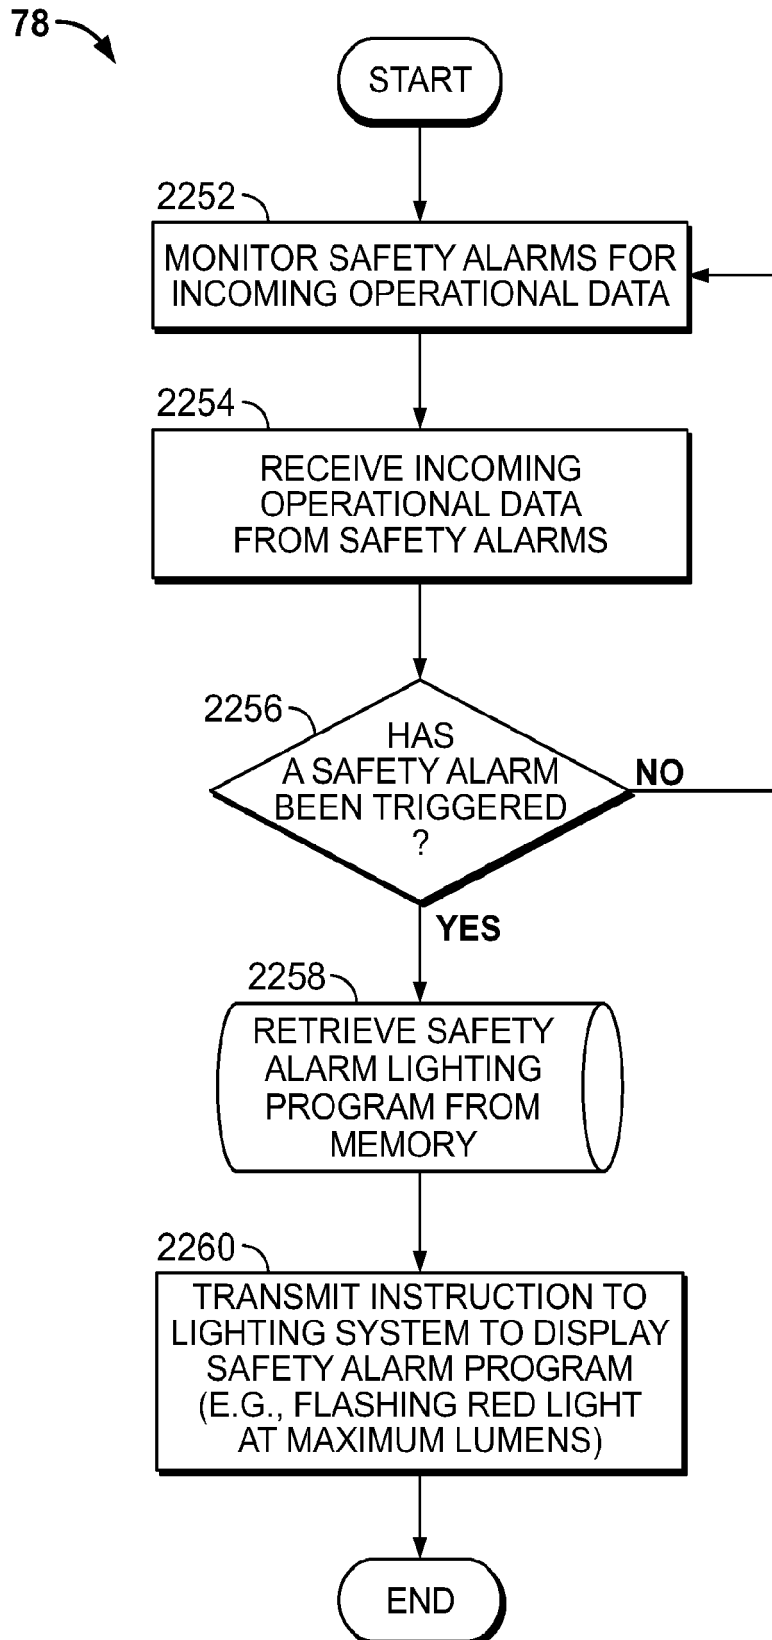 78
START
2252
MONITOR SAFETY ALARMS FOR
INCOMING OPERATIONAL DATA
2254
RECEIVE INCOMING
OPERATIONAL DATA
FROM SAFETY ALARMS
2256
HAS
A SAFETY ALARM
BEEN TRIGGERED
?
NO
YES
2258
RETRIEVE SAFETY
ALARM LIGHTING
PROGRAM FROM
MEMORY
2260
TRANSMIT INSTRUCTION TO
LIGHTING SYSTEM TO DISPLAY
SAFETY ALARM PROGRAM
(E.G., FLASHING RED LIGHT
AT MAXIMUM LUMENS)
END